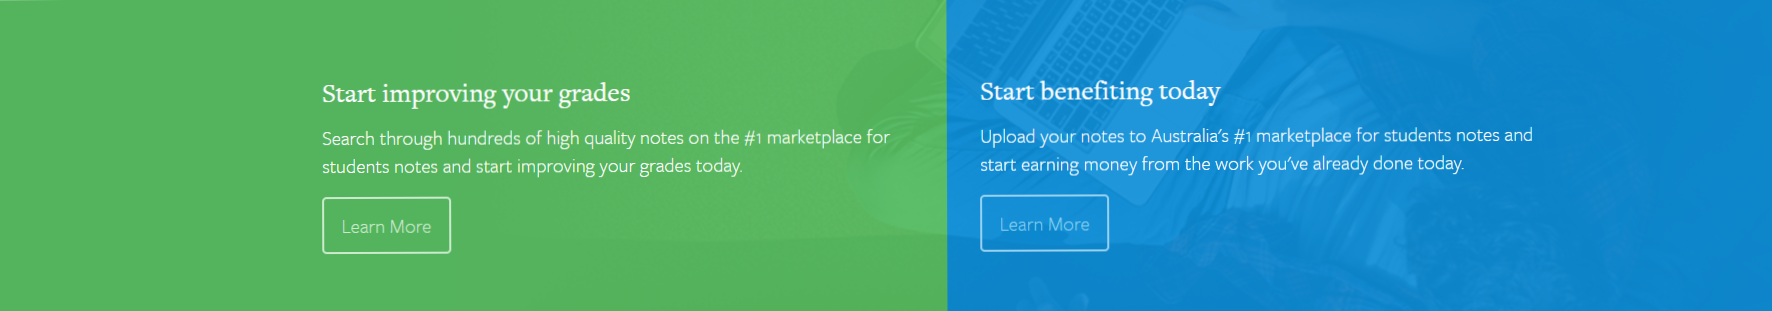 Start improving your grades
Search through hundreds of high quality notes on the #1 marketplace for
students notes and start improving your grades today.
Learn More
Start benefiting today
Upload your notes to Australia's #1 marketplace for students notes and
start earning money from the work you've already done today.
Learn More